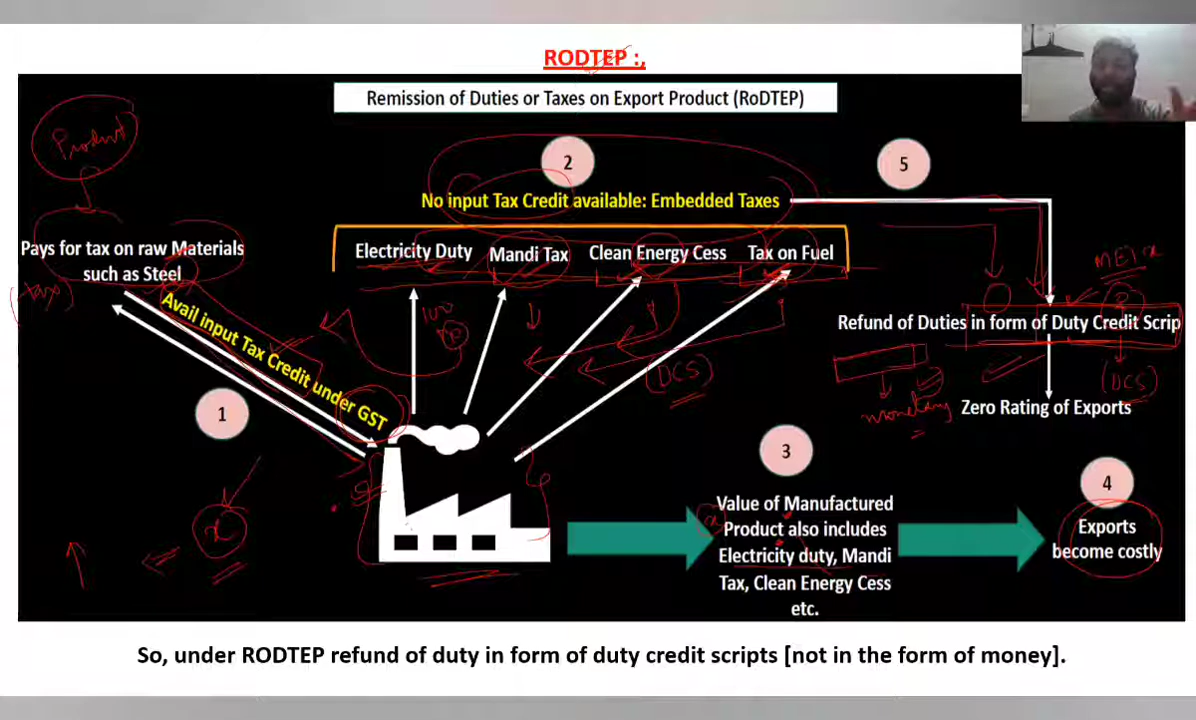 RODTEP :,
Remission of Duties or Taxes on Export Product (RoDTEP)
Product
2
5
No input Tax Credit available: Embedded Taxes
Pays for tax on raw Materials
such as Steel
(tax)
Electricity Duty
Mandi Tax
Clean Energy Cess
Tax on Fuel
MEIS
Avail input Tax Credit under GST
100
Refund of Duties in form of Duty Credit Scrip
(DCS)
(DCS)
monetary
Zero Rating of Exports
1
3
4
Value of Manufactured
Product also includes
Electricity duty, Mandi
Tax, Clean Energy Cess
etc.
Exports
become costly
So, under RODTEP refund of duty in form of duty credit scripts [not in the form of money].